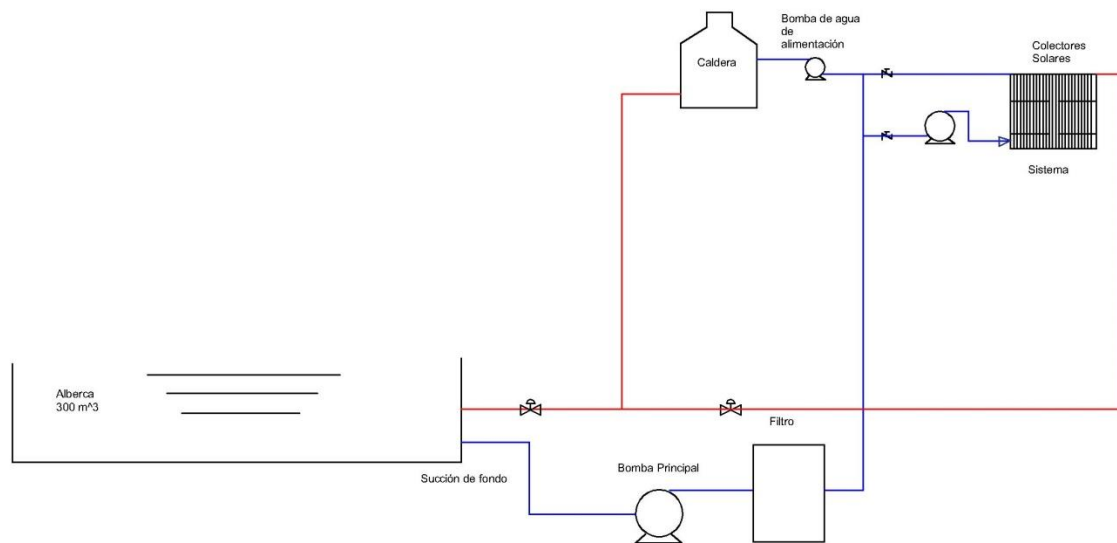 Bomba de agua
de
alimentación
Colectores
Solares
Caldera
Sistema
Alberca
300 m^3
Filtro
Bomba Principal
Succión de fondo